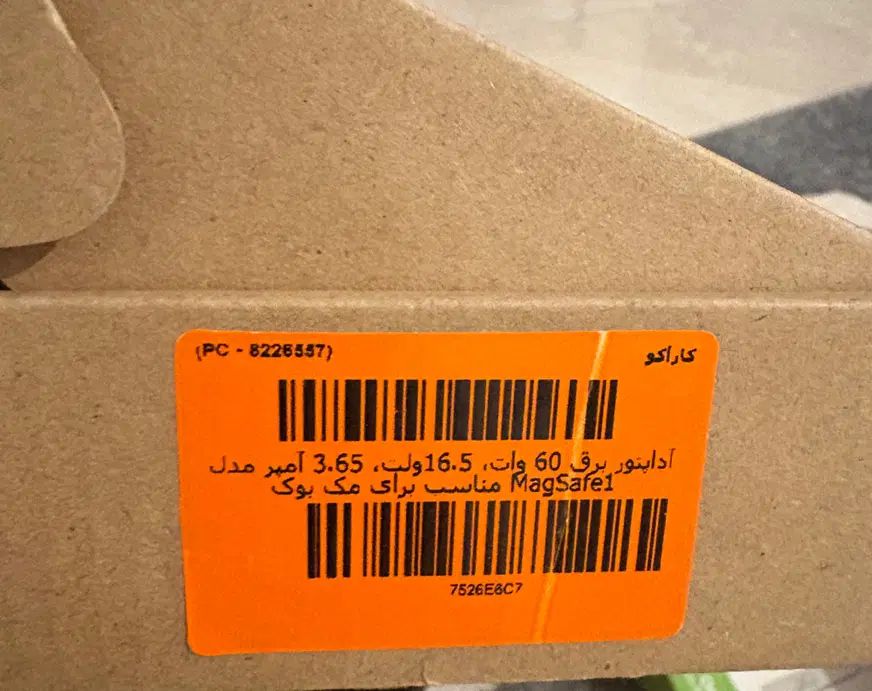 کاراکو
(PC - 8226557)
آداپتور برق 60 وات، 16.5ولت، 3.65 آمپر مدل
MagSafe1 مناسب برای مک بوک
7526E6C7